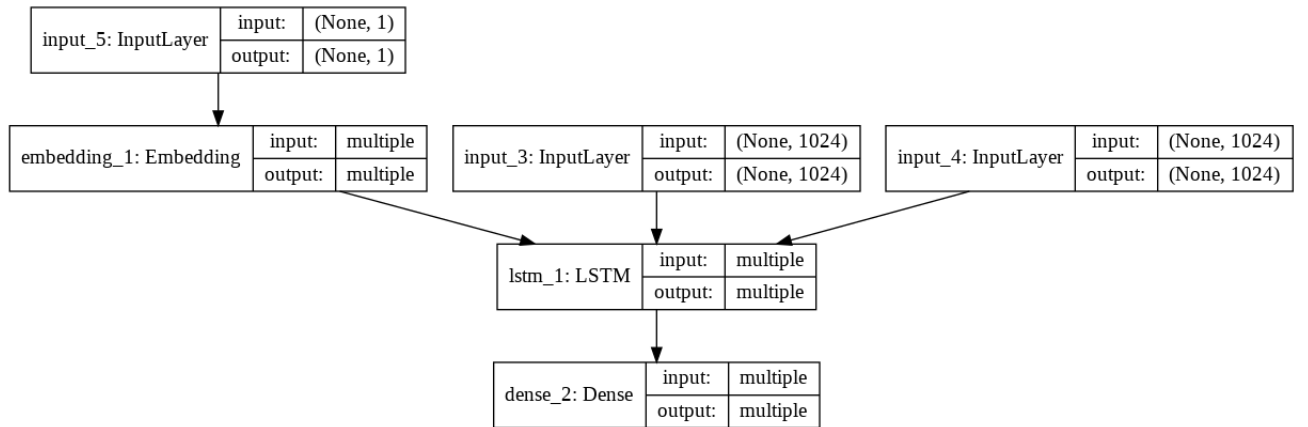 input_5: InputLayer
input: (None, 1)
output: (None, 1)
embedding_1: Embedding
input: multiple
output: multiple
input_3: InputLayer
input: (None, 1024)
output: (None, 1024)
input_4: InputLayer
input: (None, 1024)
output: (None, 1024)
lstm_1: LSTM
input: multiple
output: multiple
dense_2: Dense
input: multiple
output: multiple